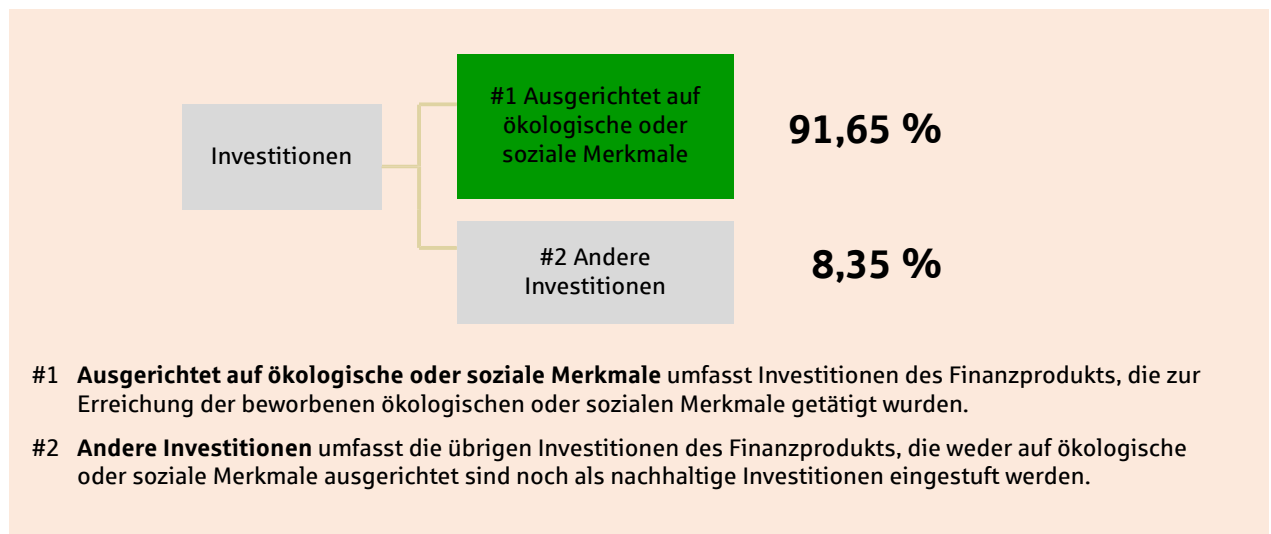 #1 Ausgerichtet auf
ökologische oder
soziale Merkmale
91,65 %
Investitionen
#2 Andere
Investitionen
8,35 %
#1 Ausgerichtet auf ökologische oder soziale Merkmale umfasst Investitionen des Finanzprodukts, die zur
Erreichung der beworbenen ökologischen oder sozialen Merkmale getätigt wurden.
#2 Andere Investitionen umfasst die übrigen Investitionen des Finanzprodukts, die weder auf ökologische
oder soziale Merkmale ausgerichtet sind noch als nachhaltige Investitionen eingestuft werden.